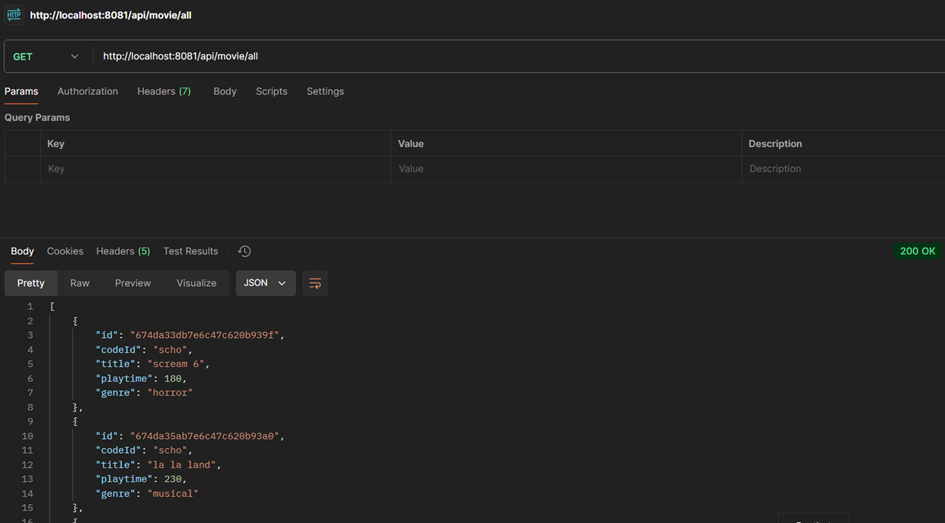 HTTP http://localhost:8081/api/movie/all
GET http://localhost:8081/api/movie/all
Params Authorization Headers (7) Body Scripts Settings
Query Params
Key Value Description
Key Value Description
Body Cookies Headers (5) Test Results 200 OK
Pretty Raw Preview Visualize JSON
1 [
2 {
3 "id": "674da33db7e6c47c620b939f",
4 "codeId": "scho",
5 "title": "scream 6",
6 "playtime": 180,
7 "genre": "horror"
8 },
9 {
10 "id": "674da35ab7e6c47c620b93a0",
11 "codeId": "scho",
12 "title": "la la land",
13 "playtime": 230,
14 "genre": "musical"
15 },
16 {